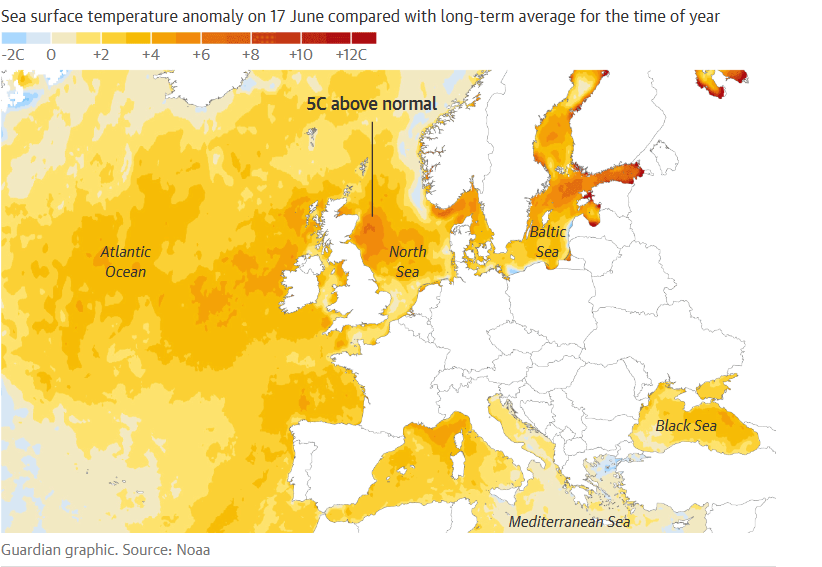 Sea surface temperature anomaly on 17 June compared with long-term average for the time of year
-2C 0 +2 +4 +6 +8 +10 +12C
5C above normal
Atlantic
Ocean
North
Sea
Baltic
Sea
Black Sea
Mediterranean Sea
Guardian graphic. Source: Noaa